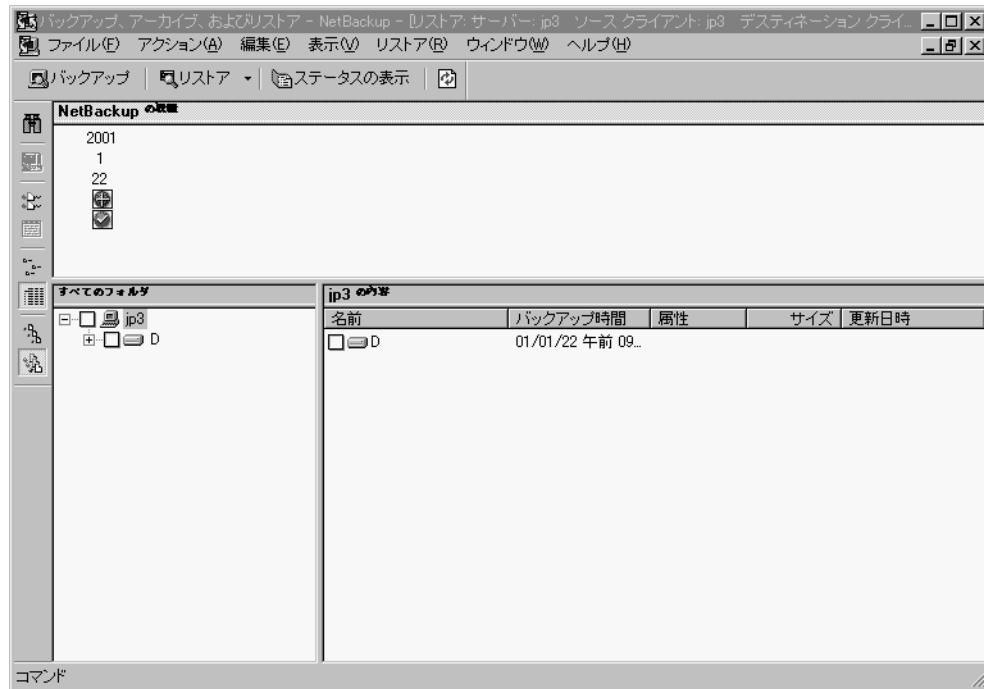 バックアップ、アーカイブ、およびリストア - NetBackup - [リストア: サーバー: jp3 ソース クライアント: jp3 デスティネーション クライ...
ファイル(F) アクション(A) 編集(E) 表示(V) リストア(R) ウィンドウ(W) ヘルプ(H)
バックアップ リストア ステータスの表示
NetBackup の
2001
1
22
すべてのフォルダ
jp3 の内容
jp3
D
名前 バックアップ時間 属性 サイズ 更新日時
D 01/01/22 午前 09...
コマンド